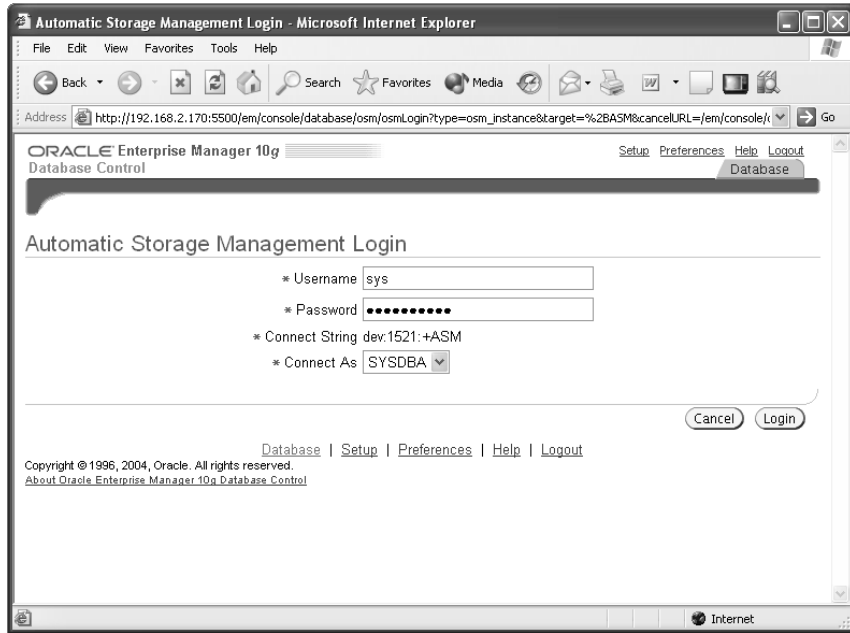 Automatic Storage Management Login - Microsoft Internet Explorer
File Edit View Favorites Tools Help
Back Search Favorites Media
Address http://192.168.2.170:5500/em/console/database/osm/osmLogin?type=osm_instance&target=%2BASM&cancelURL=/em/console/ Go
ORACLE Enterprise Manager 10g
Setup Preferences Help Logout
Database Control
Database
Automatic Storage Management Login
* Username sys
* Password ●●●●●●●●●●
* Connect String dev:1521:+ASM
* Connect As SYSDBA
Cancel Login
Database | Setup | Preferences | Help | Logout
Copyright © 1996, 2004, Oracle. All rights reserved.
About Oracle Enterprise Manager 10g Database Control
Internet